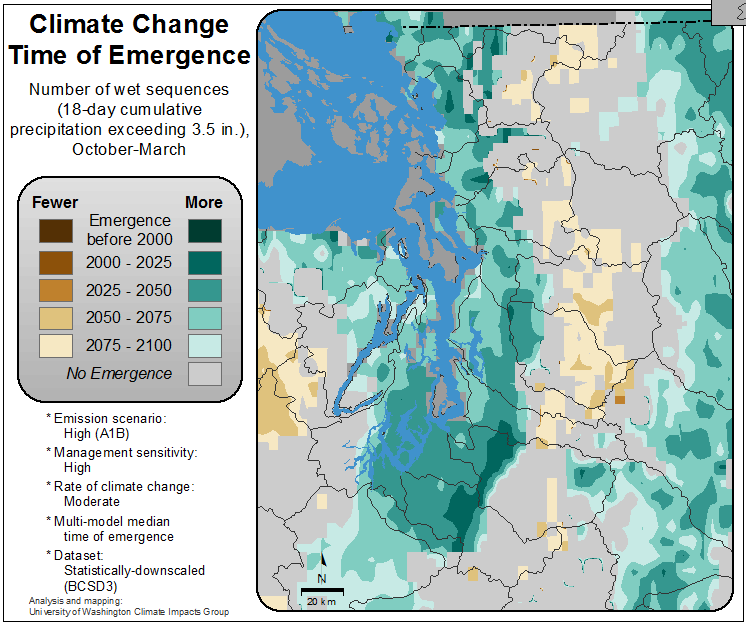 Climate Change
Time of Emergence
Number of wet sequences
(18-day cumulative
precipitation exceeding 3.5 in.),
October-March
Fewer More
Emergence
before 2000
2000 - 2025
2025 - 2050
2050 - 2075
2075 - 2100
No Emergence
* Emission scenario:
High (A1B)
* Management sensitivity:
High
* Rate of climate change:
Moderate
* Multi-model median
time of emergence
* Dataset:
Statistically-downscaled
(BCSD3)
Analysis and mapping:
University of Washington Climate Impacts Group
N
20 km